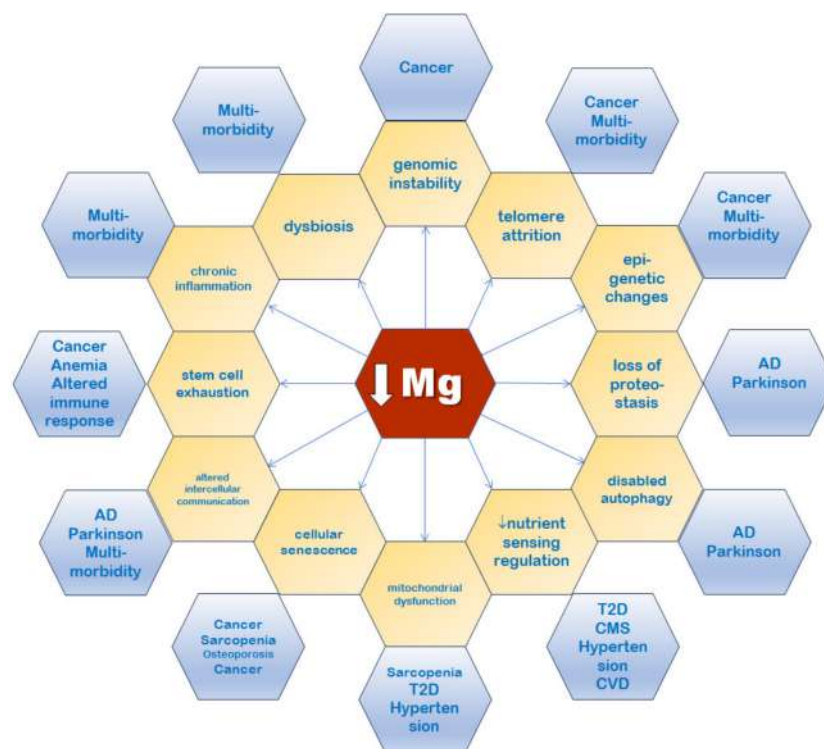 Cancer
Multi-
morbidity
Cancer
Multi-
morbidity
genomic
instability
dysbiosis
telomere
attrition
Multi-
morbidity
Cancer
Multi-
morbidity
chronic
inflammation
epi-
genetic
changes
Cancer
Anemia
Altered
immune
response
stem cell
exhaustion
↓ Mg
loss of
proteo-
stasis
AD
Parkinson
altered
intercellular
communication
disabled
autophagy
AD
Parkinson
Multi-
morbidity
cellular
senescence
↓nutrient
sensing
regulation
AD
Parkinson
mitochondrial
dysfunction
Cancer
Sarcopenia
Osteoporosis
Cancer
Sarcopenia
T2D
Hyperten
sion
T2D
CMS
Hyperten
sion
CVD